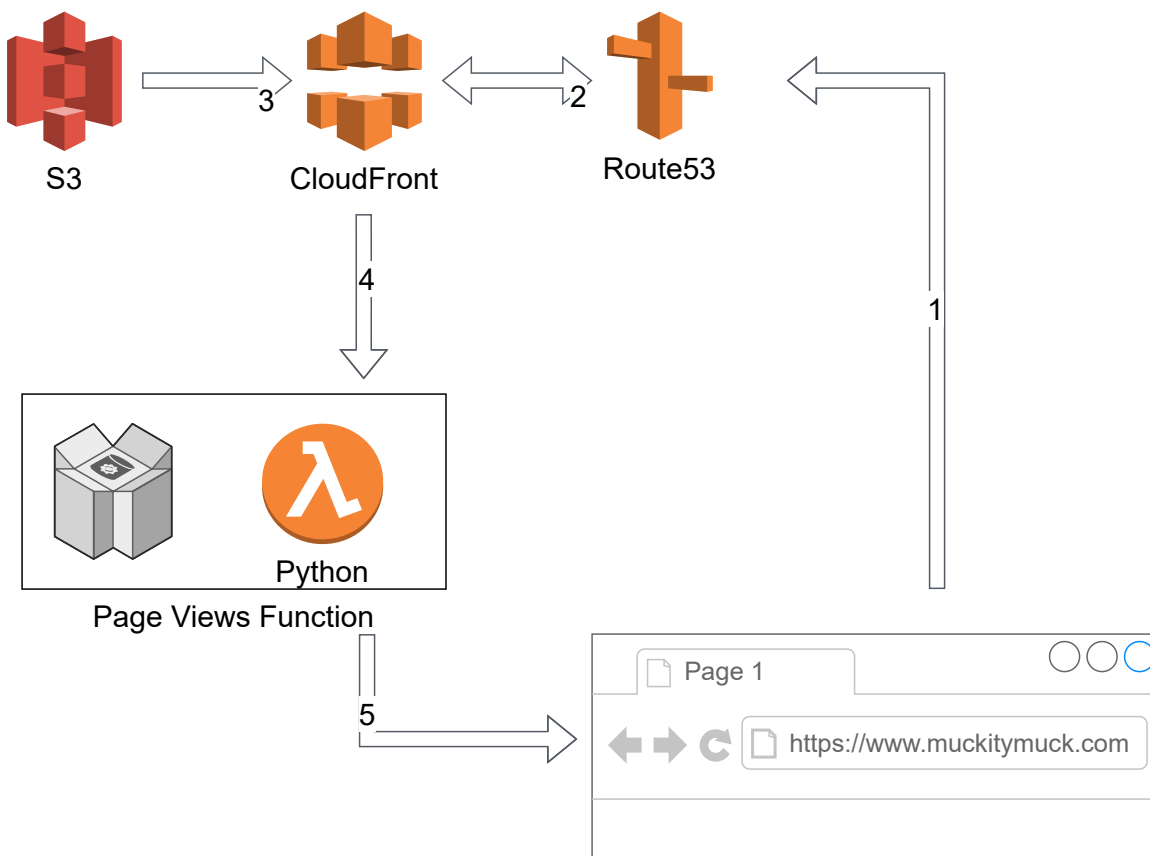 3
2
S3
CloudFront
Route53
4
1
Python
Page Views Function
Page 1
5
https://www.muckitymuck.com